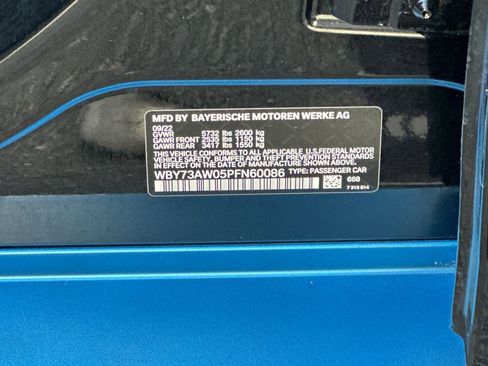 MFD BY BAYERISCHE MOTOREN WERKE AG
09/22
GVWR 5732 lbs 2600 kg
GAWR FRONT 2535 lbs 1150 kg
GAWR REAR 3417 lbs 1550 kg
THIS VEHICLE CONFORMS TO ALL APPLICABLE U.S.FEDERAL MOTOR
VEHICLE SAFETY, BUMPER AND THEFT PREVENTION STANDARDS
IN EFFECT ON THE DATE OF MANUFACTURE SHOWN ABOVE.
WBY73AW05PFN60086 TYPE: PASSENGER CAR
668
7 315 814